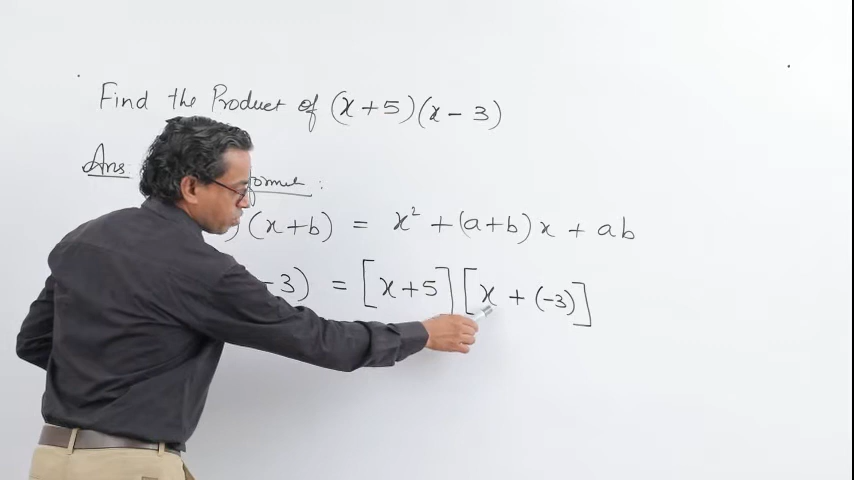 Find the Product of (x+5)(x-3)
Ans :
) (x+b) = x² + (a+b)x + ab
-3) = [x+5][x + (-3)]